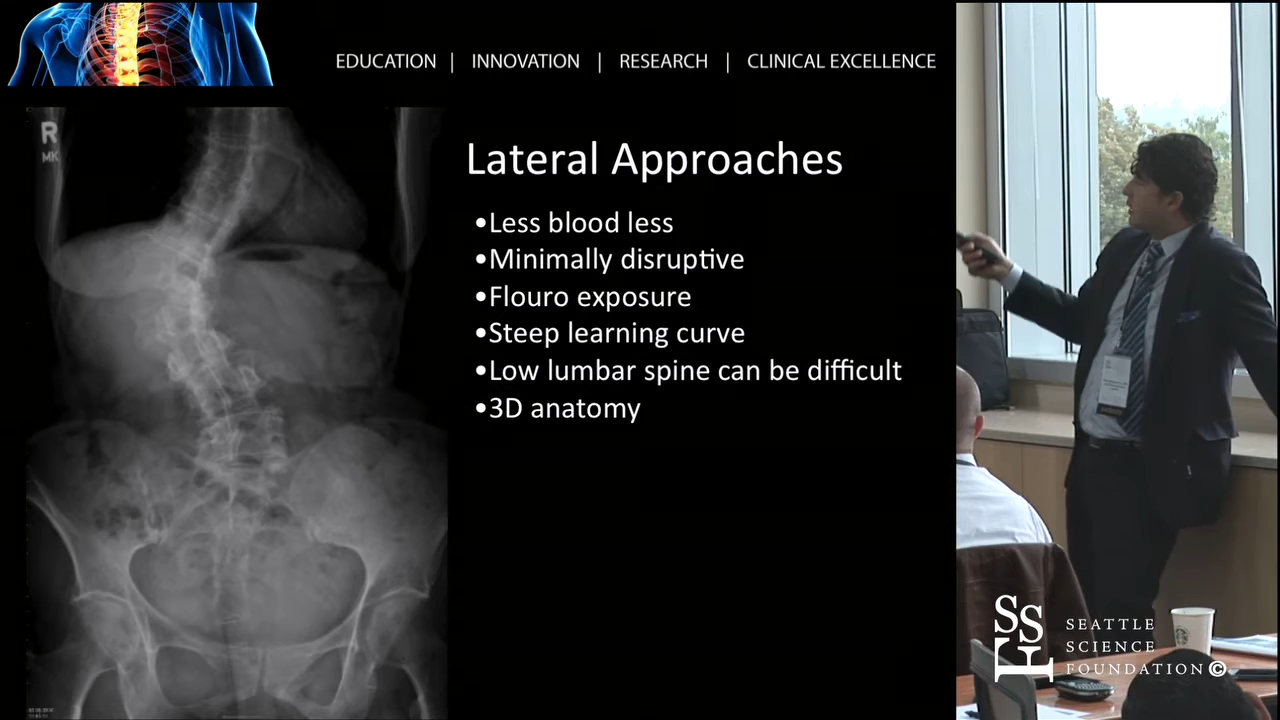 EDUCATION | INNOVATION | RESEARCH | CLINICAL EXCELLENCE
R
MK
Lateral Approaches
•Less blood less
•Minimally disruptive
•Flouro exposure
•Steep learning curve
•Low lumbar spine can be difficult
•3D anatomy
SSF
SEATTLE
SCIENCE
FOUNDATION©